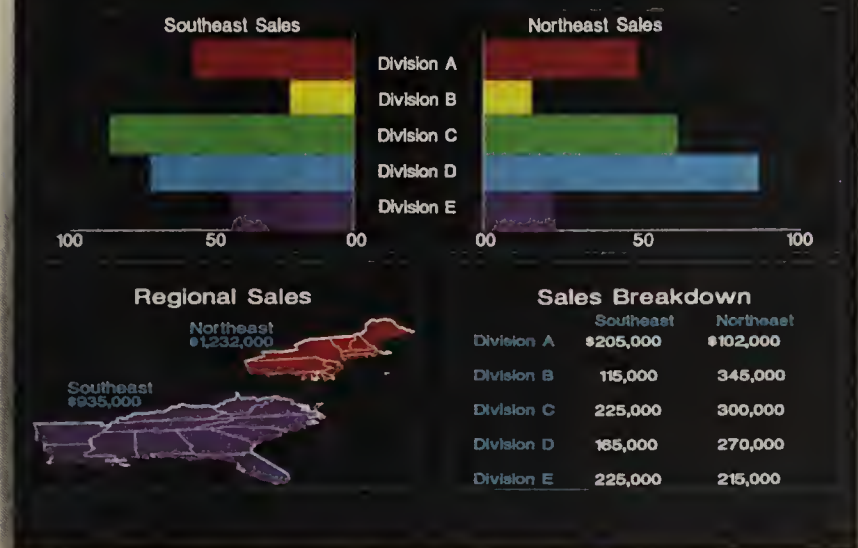 Southeast Sales
Northeast Sales
Division A
Division B
Division C
Division D
Division E
100 50 00
00 50 100
Regional Sales
Northeast
$1,232,000
Southeast
$935,000
Sales Breakdown
Southeast Northeast
Division A $205,000 $102,000
Division B 115,000 345,000
Division C 225,000 300,000
Division D 165,000 270,000
Division E 225,000 215,000